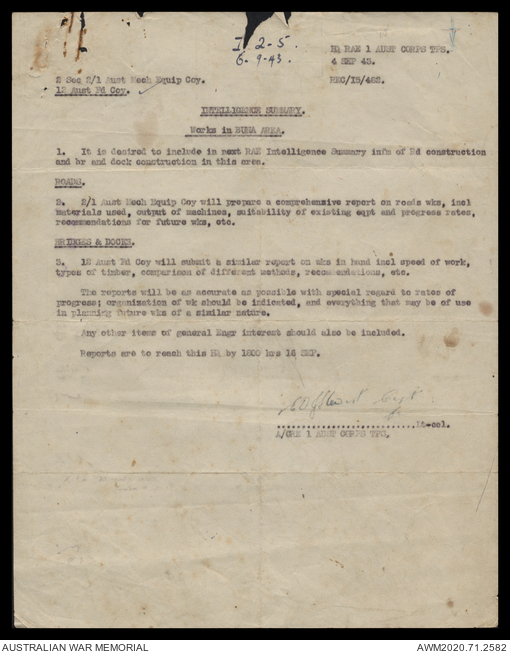 I 2-5.
6.9.43.
HQ RAE 1 AUST CORPS TPS.
4 SEP 43.
2 Sec 2/1 Aust Mech Equip Coy.
12 Aust Fd Coy.
REC/IS/482.
INTELLIGENCE SUMMARY.
Works in BUNA AREA.
1. It is desired to include in next RAE Intelligence Summary infm of Rd construction
and br and dock construction in this area.
ROADS.
2. 2/1 Aust Mech Equip Coy will prepare a comprehensive report on roads wks, incl
materials used, output of machines, suitability of existing eqpt and progress rates,
recommendations for future wks, etc.
BRIDGES & DOCKS.
3. 12 Aust Fd Coy will submit a similar report on wks in hand incl speed of work,
types of timber, comparison of different methods, recommendations, etc.
The reports will be as accurate as possible with special regard to rates of
progress; organization of wk should be indicated, and everything that may be of use
in planning future wks of a similar nature.
Any other items of general Engr interest should also be included.
Reports are to reach this HQ by 1800 hrs 16 SEP.
Capt
..........................Lt-col.
A/CRE 1 AUST CORPS TPS.
AUSTRALIAN WAR MEMORIAL
AWM2020.71.2582